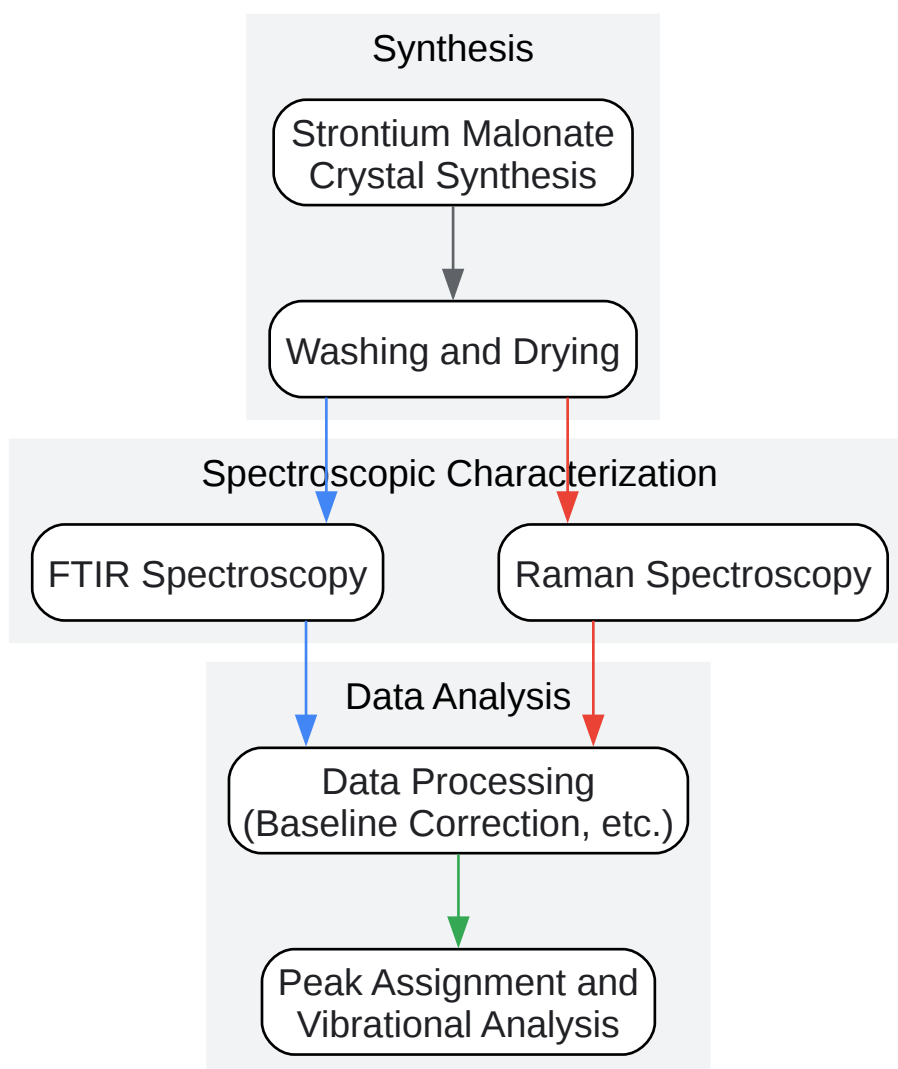 Synthesis
Strontium Malonate
Crystal Synthesis
Washing and Drying
Spectroscopic Characterization
FTIR Spectroscopy
Raman Spectroscopy
Data Analysis
Data Processing
(Baseline Correction, etc.)
Peak Assignment and
Vibrational Analysis